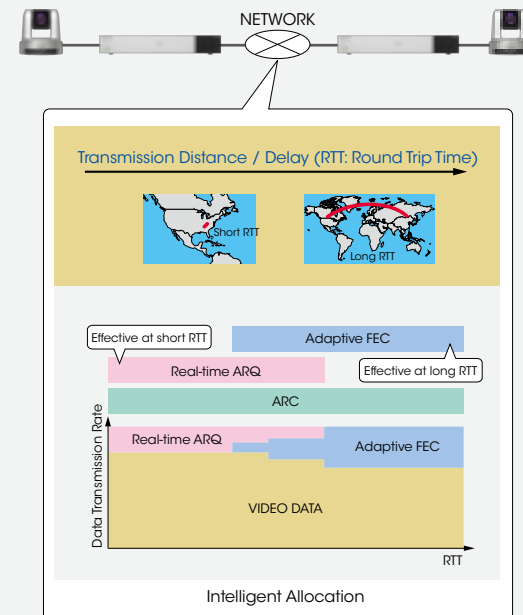 NETWORK
Transmission Distance / Delay (RTT: Round Trip Time)
Short RTT
Long RTT
Effective at short RTT
Adaptive FEC
Real-time ARQ
Effective at long RTT
ARC
Data Transmission Rate
Real-time ARQ
Adaptive FEC
VIDEO DATA
RTT
Intelligent Allocation